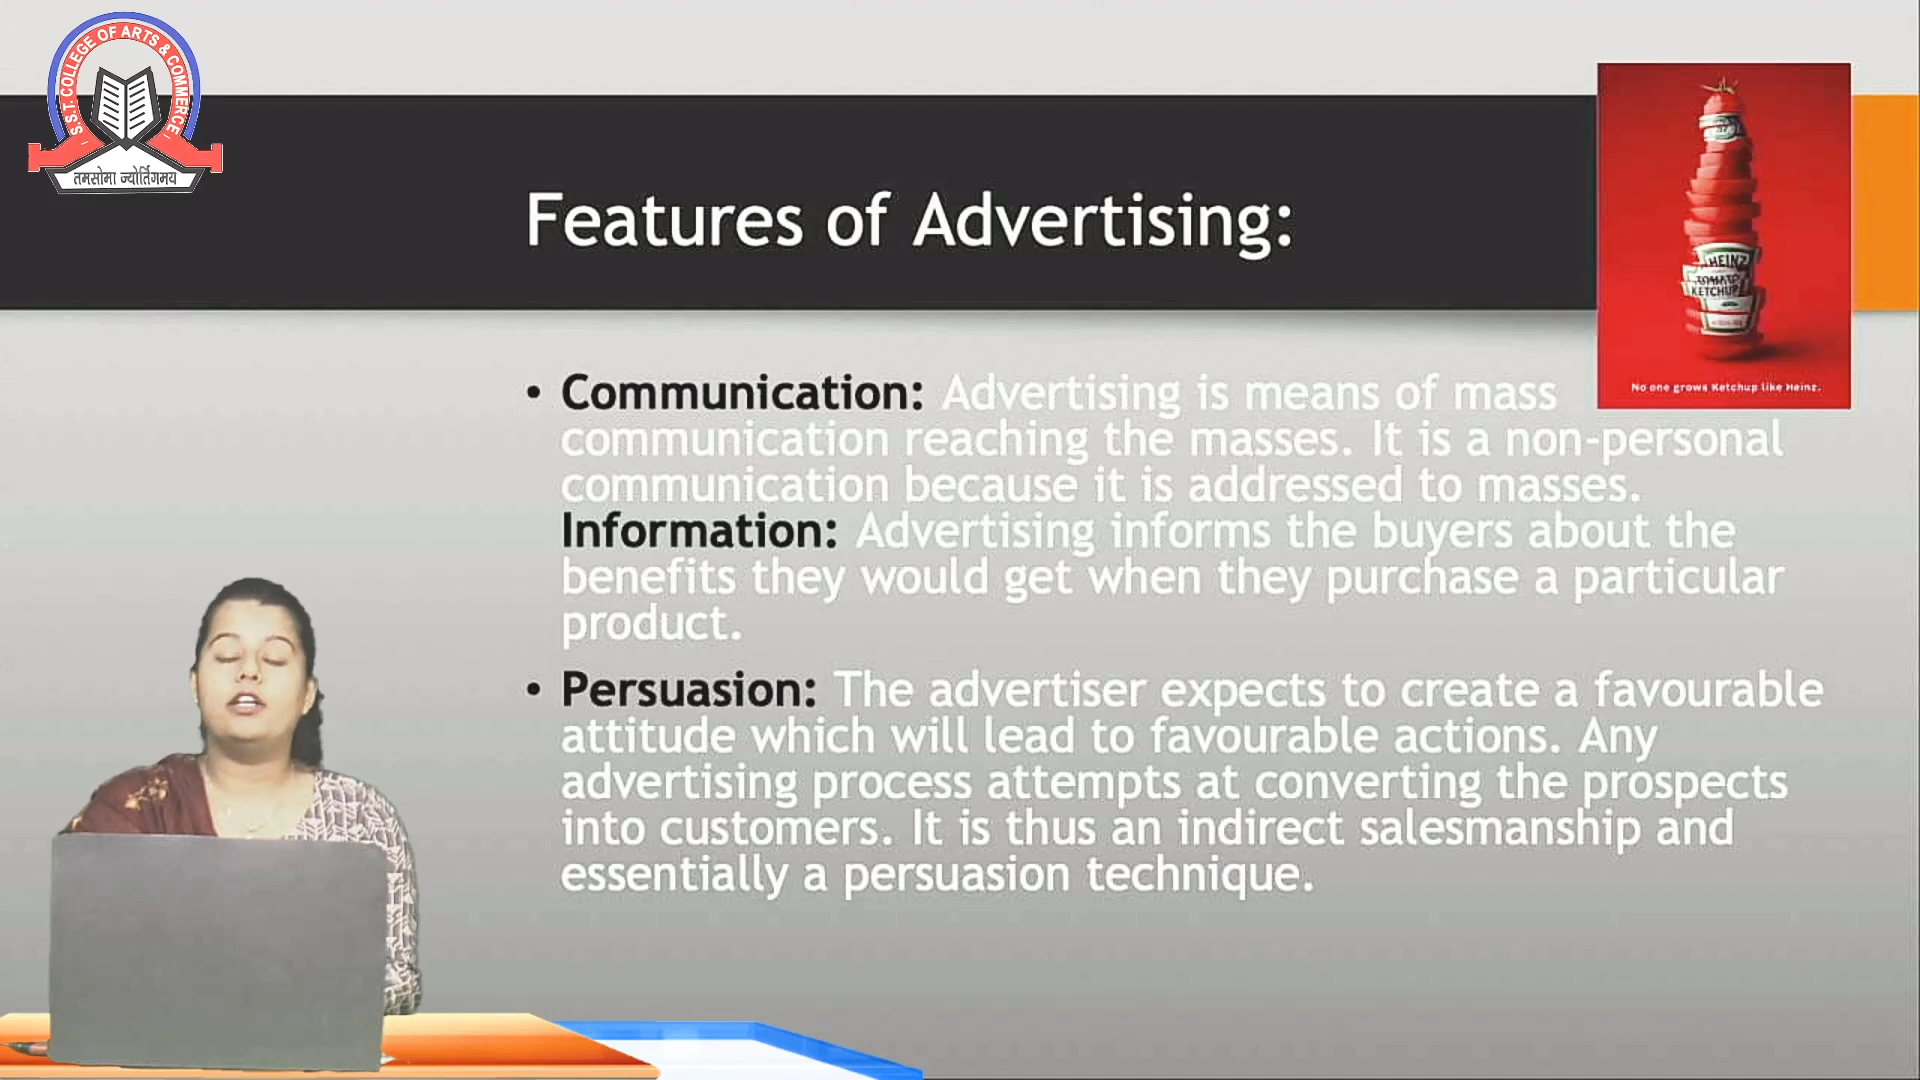 S.S.T. COLLEGE OF ARTS & COMMERCE
तमसोमा ज्योर्तिगमय
Features of Advertising:
HEINZ
TOMATO
KETCHUP
No one grows Ketchup like Heinz.
• Communication: Advertising is means of mass
communication reaching the masses. It is a non-personal
communication because it is addressed to masses.
Information: Advertising informs the buyers about the
benefits they would get when they purchase a particular
product.
• Persuasion: The advertiser expects to create a favourable
attitude which will lead to favourable actions. Any
advertising process attempts at converting the prospects
into customers. It is thus an indirect salesmanship and
essentially a persuasion technique.